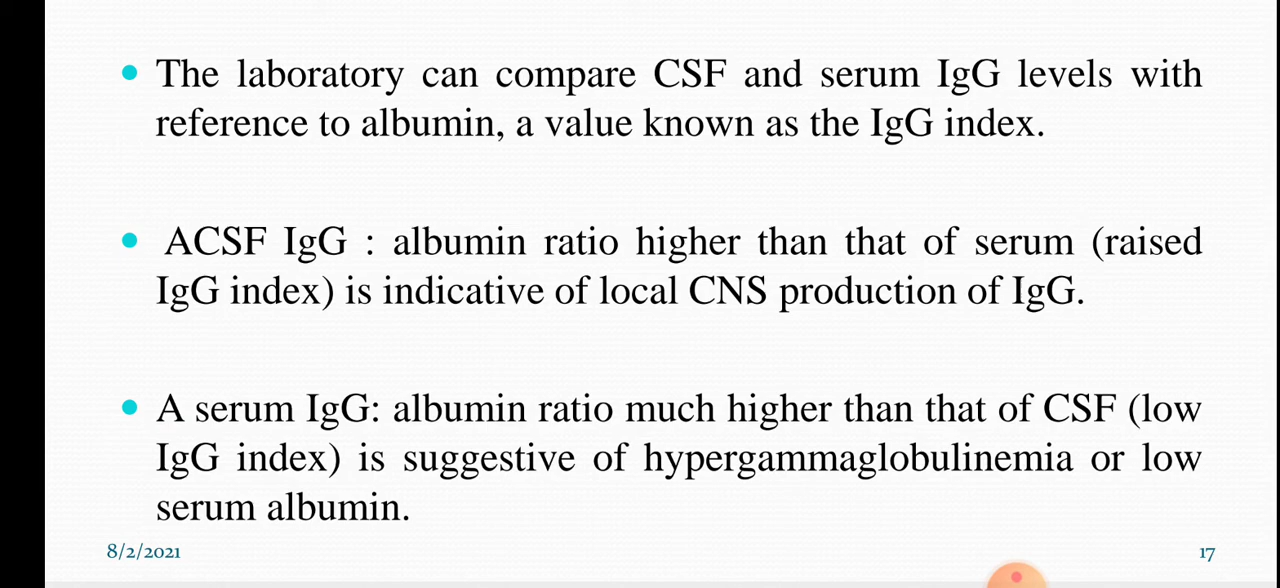 • The laboratory can compare CSF and serum IgG levels with
reference to albumin, a value known as the IgG index.
• ACSF IgG : albumin ratio higher than that of serum (raised
IgG index) is indicative of local CNS production of IgG.
• A serum IgG: albumin ratio much higher than that of CSF (low
IgG index) is suggestive of hypergammaglobulinemia or low
serum albumin.
8/2/2021
17